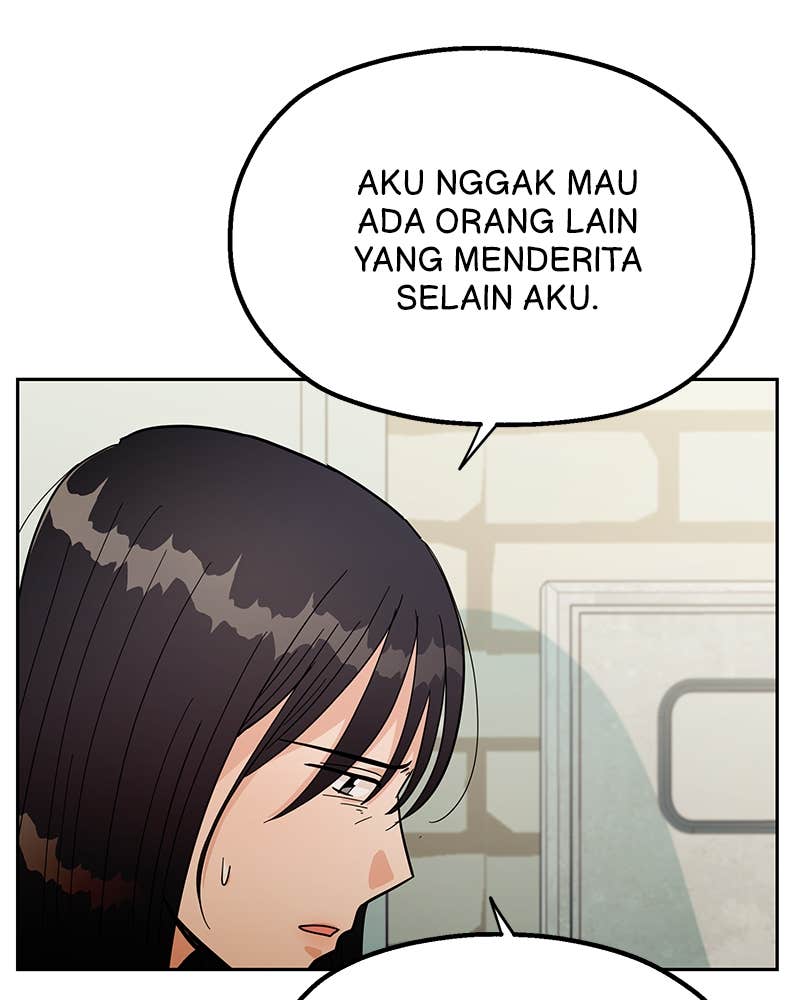 AKU NGGAK MAU
ADA ORANG LAIN
YANG MENDERITA
SELAIN AKU.